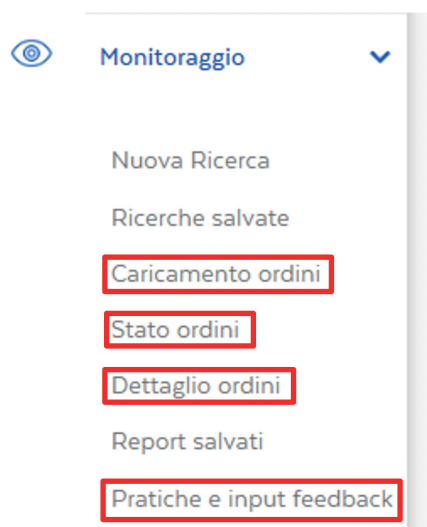 Monitoraggio
Nuova Ricerca
Ricerche salvate
Caricamento ordini
Stato ordini
Dettaglio ordini
Report salvati
Pratiche e input feedback